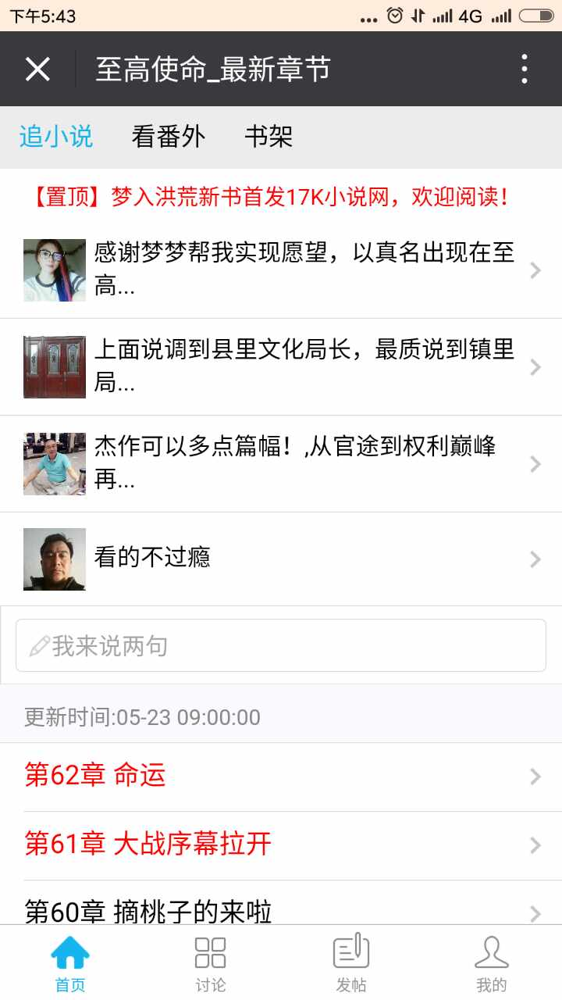 下午5:43
4G
至高使命_最新章节
追小说 看番外 书架
【置顶】梦入洪荒新书首发17K小说网，欢迎阅读！
感谢梦梦帮我实现愿望，以真名出现在至
高...
上面说调到县里文化局长，最质说到镇里
局...
杰作可以多点篇幅！,从官途到权利巅峰
再...
看的不过瘾
我来说两句
更新时间:05-23 09:00:00
第62章 命运
第61章 大战序幕拉开
第60章 摘桃子的来啦
首页 讨论 发帖 我的